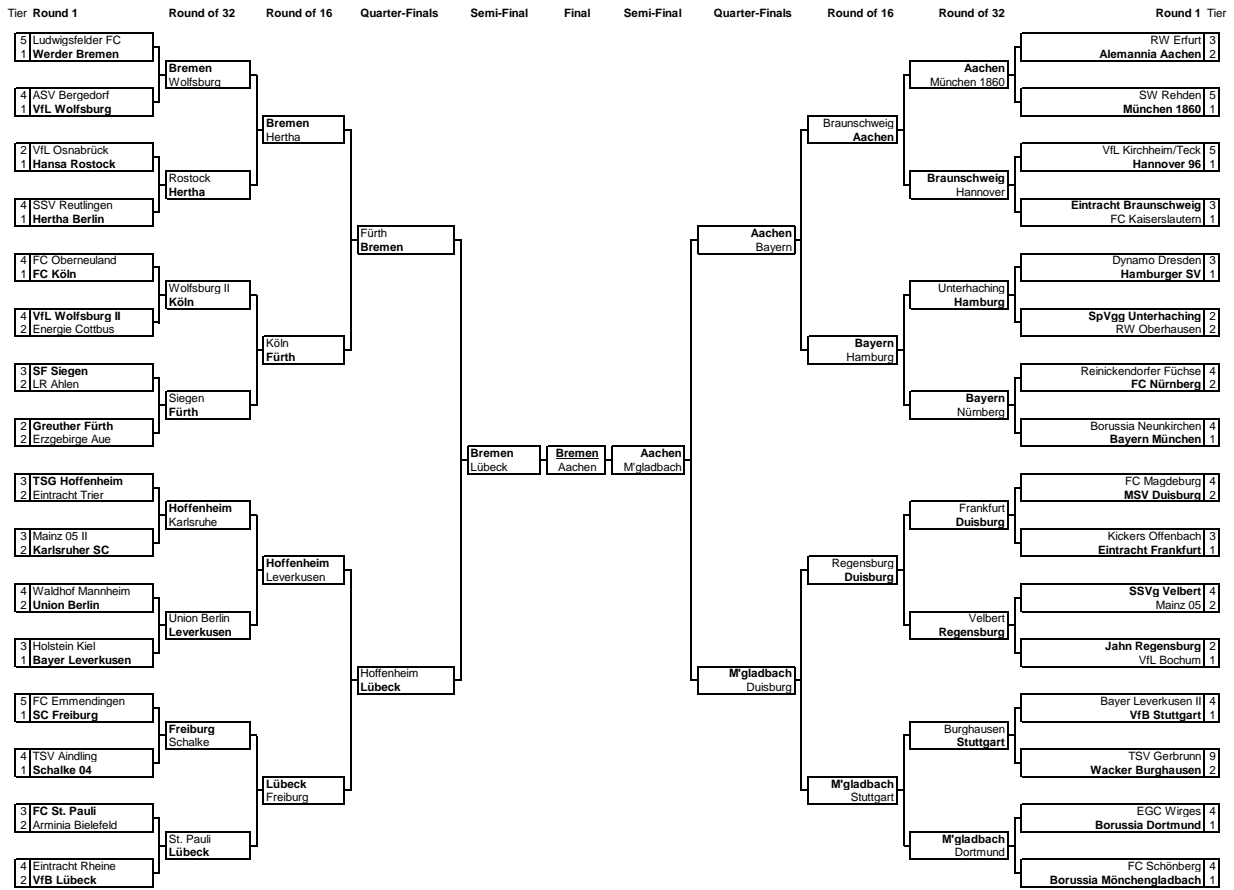 Tier Round 1 Round of 32 Round of 16 Quarter-Finals Semi-Final Final Semi-Final Quarter-Finals Round of 16 Round of 32 Round 1 Tier
5 Ludwigsfelder FC
1 Werder Bremen
4 ASV Bergedorf
1 VfL Wolfsburg
2 VfL Osnabrück
1 Hansa Rostock
4 SSV Reutlingen
1 Hertha Berlin
4 FC Oberneuland
1 FC Köln
4 VfL Wolfsburg II
2 Energie Cottbus
3 SF Siegen
2 LR Ahlen
2 Greuther Fürth
2 Erzgebirge Aue
3 TSG Hoffenheim
2 Eintracht Trier
3 Mainz 05 II
2 Karlsruher SC
4 Waldhof Mannheim
2 Union Berlin
3 Holstein Kiel
1 Bayer Leverkusen
5 FC Emmendingen
1 SC Freiburg
4 TSV Aindling
1 Schalke 04
3 FC St. Pauli
2 Arminia Bielefeld
4 Eintracht Rheine
2 VfB Lübeck
Bremen
Wolfsburg
Rostock
Hertha
Wolfsburg II
Köln
Siegen
Fürth
Hoffenheim
Karlsruhe
Union Berlin
Leverkusen
Freiburg
Schalke
St. Pauli
Lübeck
Bremen
Hertha
Köln
Fürth
Hoffenheim
Leverkusen
Lübeck
Freiburg
Fürth
Bremen
Hoffenheim
Lübeck
Bremen
Lübeck
Bremen
Aachen
Aachen
M'gladbach
Aachen
Bayern
M'gladbach
Duisburg
Braunschweig
Aachen
Bayern
Hamburg
Regensburg
Duisburg
M'gladbach
Stuttgart
Aachen
München 1860
Braunschweig
Hannover
Unterhaching
Hamburg
Bayern
Nürnberg
Frankfurt
Duisburg
Velbert
Regensburg
Burghausen
Stuttgart
M'gladbach
Dortmund
RW Erfurt 3
Alemannia Aachen 2
SW Rehden 5
München 1860 1
VfL Kirchheim/Teck 5
Hannover 96 1
Eintracht Braunschweig 3
FC Kaiserslautern 1
Dynamo Dresden 3
Hamburger SV 1
SpVgg Unterhaching 2
RW Oberhausen 2
Reinickendorfer Füchse 4
FC Nürnberg 2
Borussia Neunkirchen 4
Bayern München 1
FC Magdeburg 4
MSV Duisburg 2
Kickers Offenbach 3
Eintracht Frankfurt 1
SSVg Velbert 4
Mainz 05 2
Jahn Regensburg 2
VfL Bochum 1
Bayer Leverkusen II 4
VfB Stuttgart 1
TSV Gerbrunn 9
Wacker Burghausen 2
EGC Wirges 4
Borussia Dortmund 1
FC Schönberg 4
Borussia Mönchengladbach 1